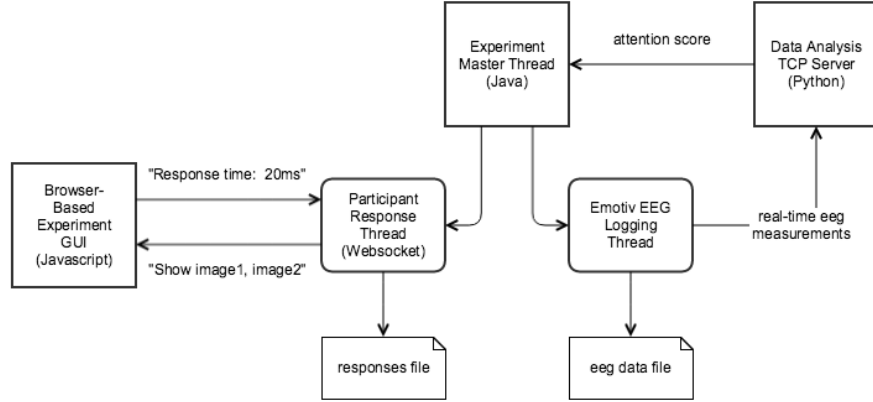 Experiment
Master Thread
(Java)
attention score
Data Analysis
TCP Server
(Python)
Browser-
Based
Experiment
GUI
(Javascript)
"Response time:  20ms"
"Show image1, image2"
Participant
Response
Thread
(Websocket)
Emotiv EEG
Logging
Thread
real-time eeg
measurements
responses file
eeg data file